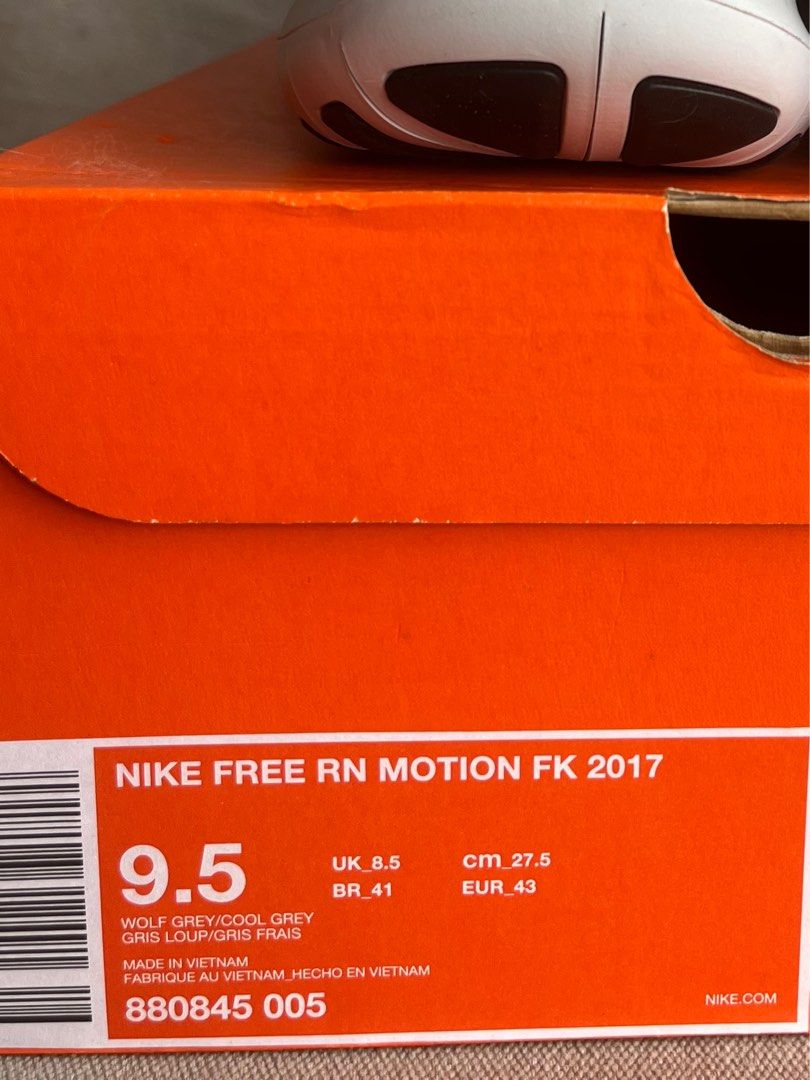 NIKE FREE RN MOTION FK 2017
9.5
UK_8.5 cm_27.5
BR_41 EUR_43
WOLF GREY/COOL GREY
GRIS LOUP/GRIS FRAIS
MADE IN VIETNAM
FABRIQUE AU VIETNAM_HECHO EN VIETNAM
880845 005
NIKE.COM